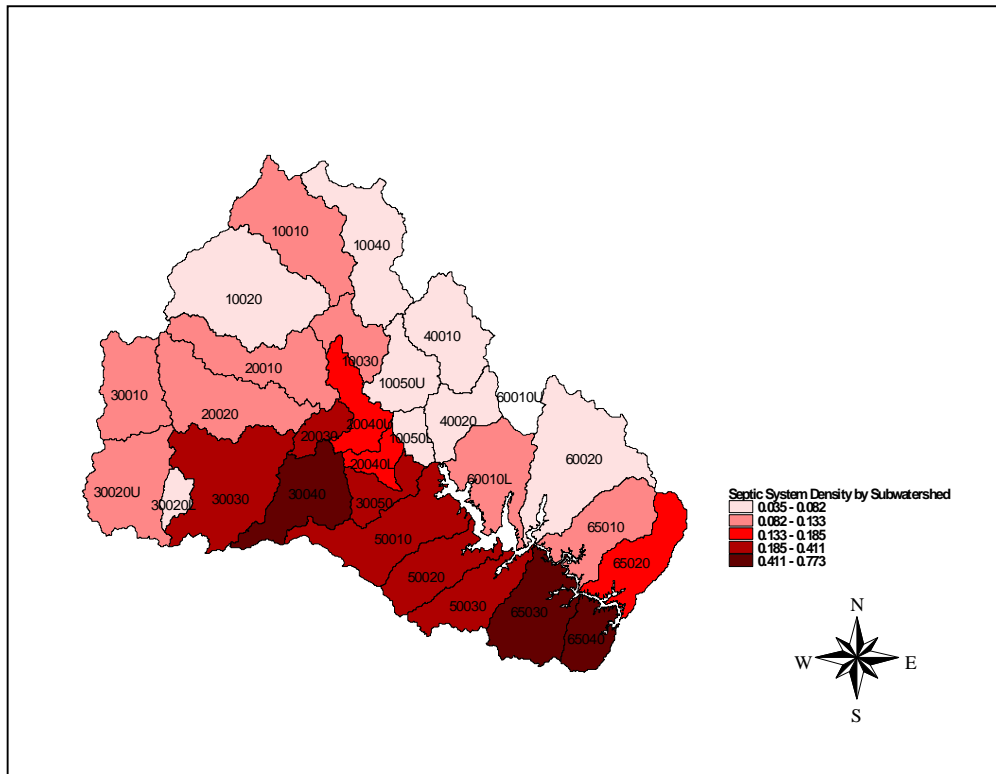 10010
10040
10020
40010
10030
20010
10050U
30010
60010U
20020
40020
20040U
20030
10050L
60020
20040L
30020U
60010L
30040
30030
30020L
30050
65010
50010
65020
50020
50030
65030
65040
Septic System Density by Subwatershed
0.035 - 0.082
0.082 - 0.133
0.133 - 0.185
0.185 - 0.411
0.411 - 0.773
N
W
E
S